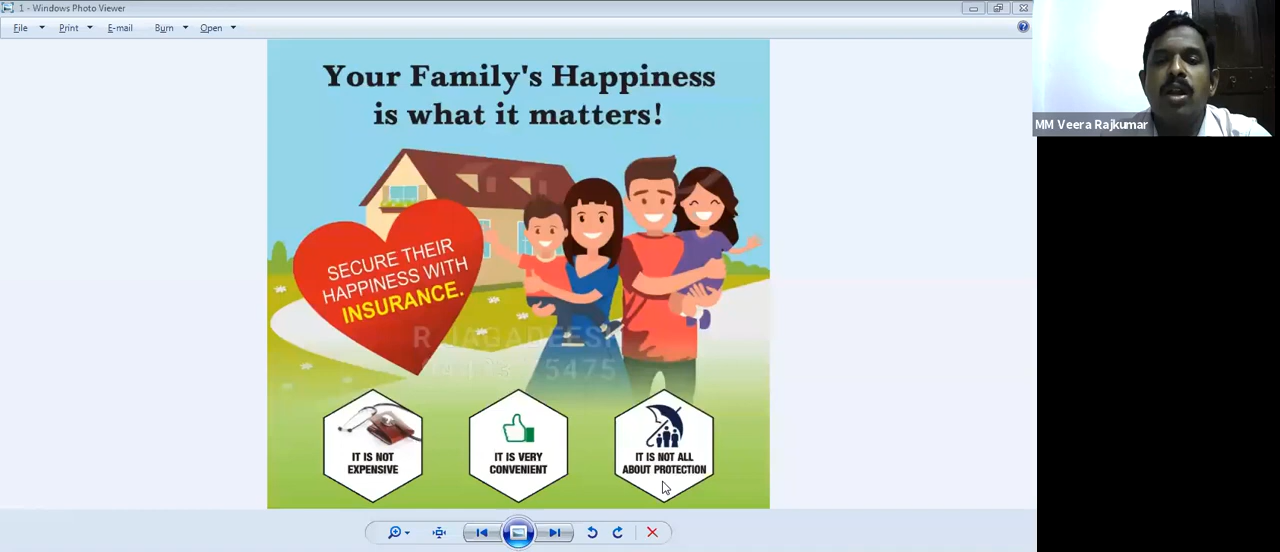 1 - Windows Photo Viewer
File Print E-mail Burn Open
Your Family's Happiness
is what it matters!
SECURE THEIR
HAPPINESS WITH
INSURANCE.
IT IS NOT
EXPENSIVE
IT IS VERY
CONVENIENT
IT IS NOT ALL
ABOUT PROTECTION
MM Veera Rajkumar